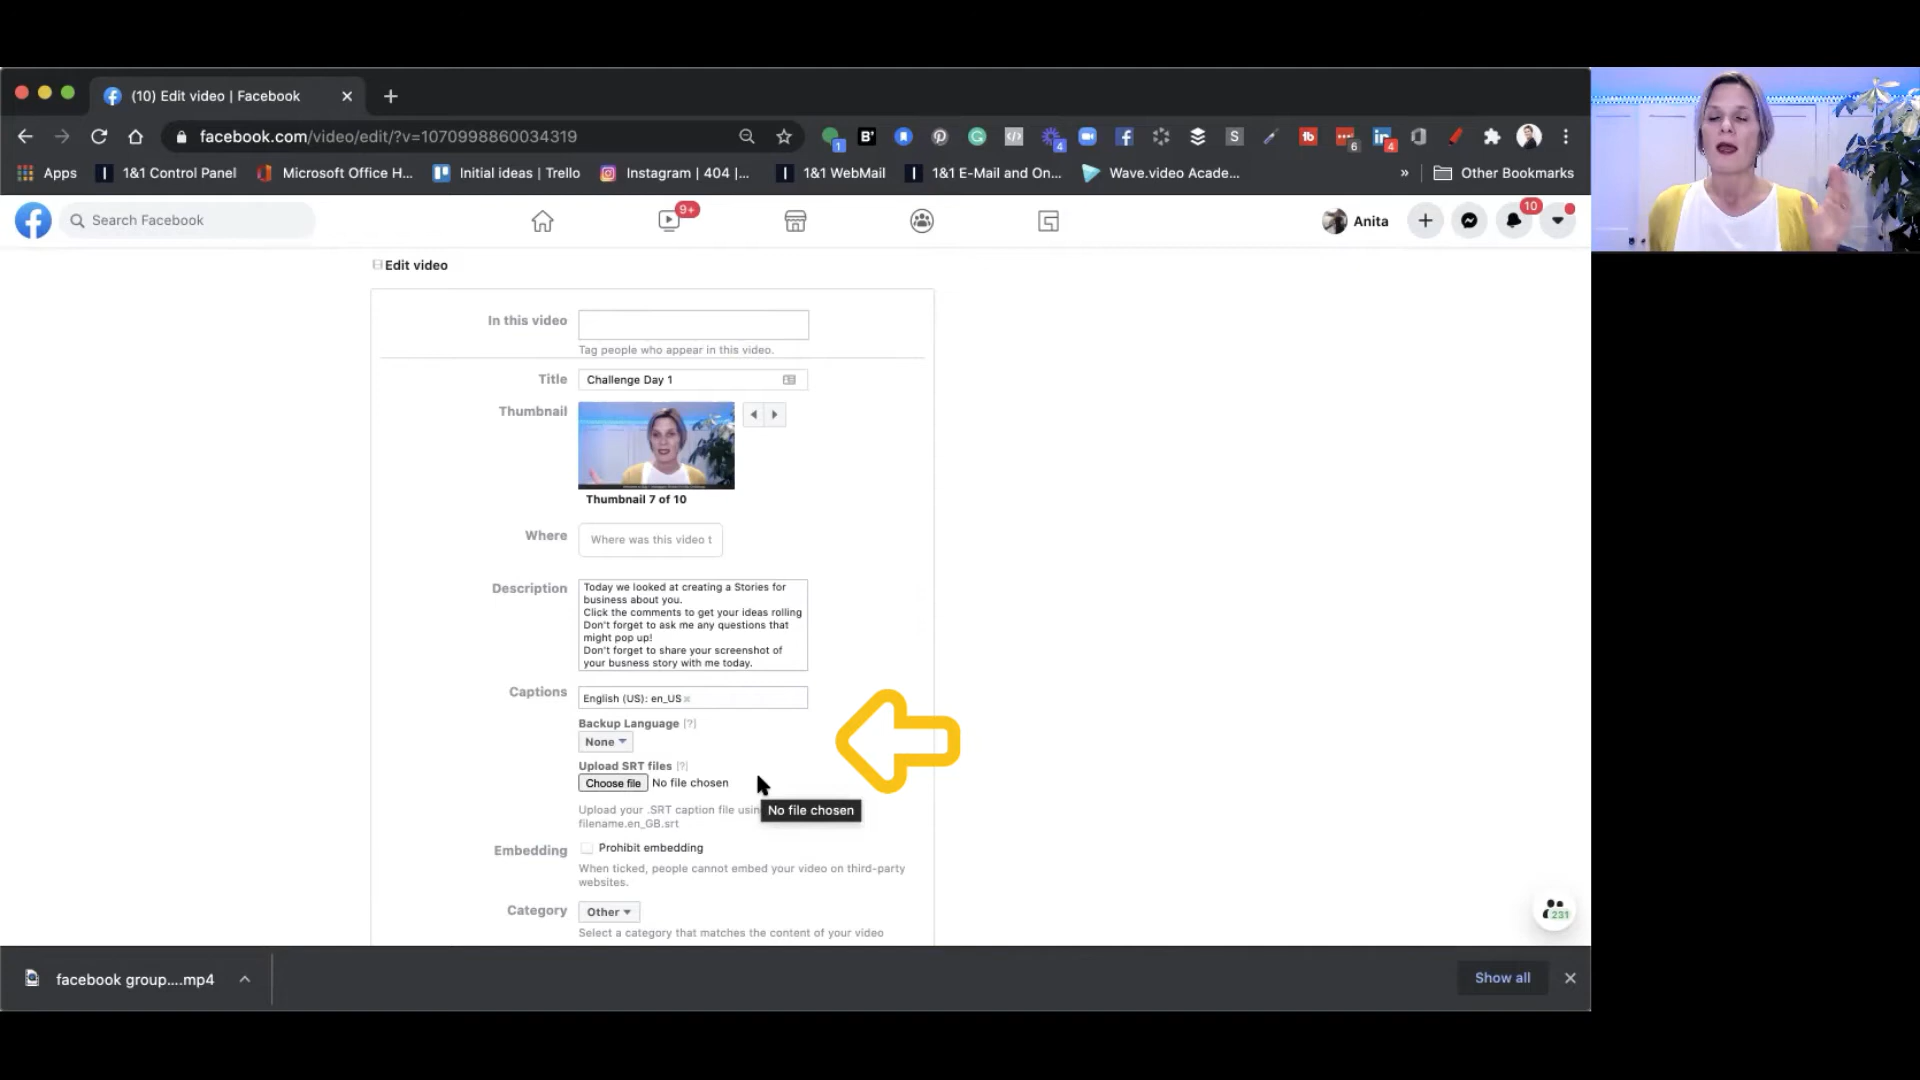 (10) Edit video | Facebook
facebook.com/video/edit/?v=1070998860034319
1
B
4
S
tb
6
in
4
Apps
1&1 Control Panel
Microsoft Office H...
Initial ideas | Trello
Instagram | 404 |...
1&1 WebMail
1&1 E-Mail and On...
Wave.video Acade...
»
Other Bookmarks
Search Facebook
9+
Anita
10
Edit video
In this video
Tag people who appear in this video.
Title
Challenge Day 1
Thumbnail
Thumbnail 7 of 10
Where
Where was this video t
Description
Today we looked at creating a Stories for
business about you.
Click the comments to get your ideas rolling
Don't forget to ask me any questions that
might pop up!
Don't forget to share your screenshot of
your busness story with me today.
Captions
English (US): en_US
Backup Language [?]
None
Upload SRT files [?]
Choose file No file chosen
No file chosen
Upload your .SRT caption file usin
filename.en_GB.srt
Embedding
Prohibit embedding
When ticked, people cannot embed your video on third-party
websites.
Category
Other
Select a category that matches the content of your video
231
facebook group....mp4
Show all